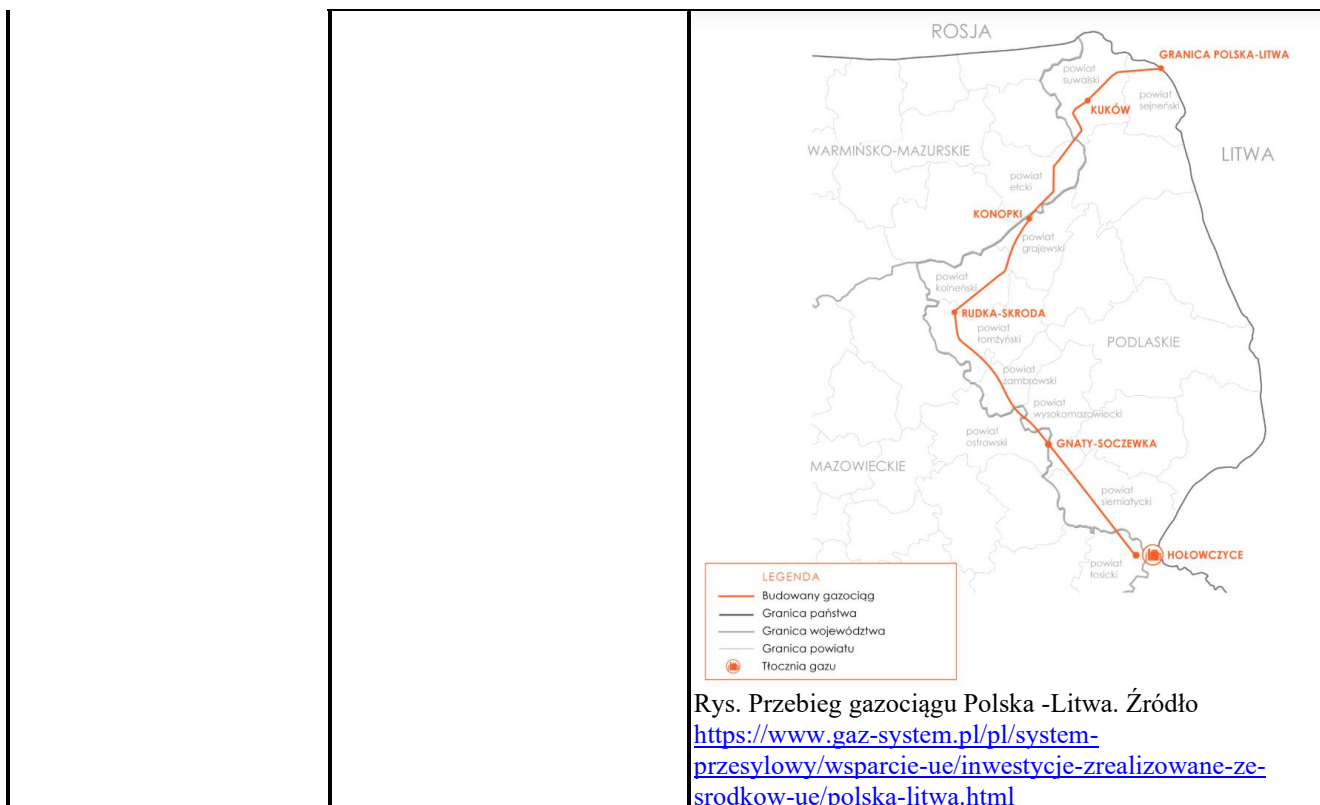 ROSJA
GRANICA POLSKA-LITWA
powiat
suwalski
powiat
sejneński
KUKÓW
WARMIŃSKO-MAZURSKIE
LITWA
powiat
ełcki
KONOPKI
powiat
grajewski
powiat
kolneński
RUDKA-SKRODA
powiat
łomżyński
PODLASKIE
powiat
zambrowski
powiat
wysokomazowiecki
powiat
ostrowski
GNATY-SOCZEWKA
MAZOWIECKIE
powiat
siemiatycki
HOŁOWCZYCE
powiat
łosicki
LEGENDA
Budowany gazociąg
Granica państwa
Granica województwa
Granica powiatu
Tłocznia gazu
Rys. Przebieg gazociągu Polska -Litwa. Źródło
https://www.gaz-system.pl/pl/system-
przesylowy/wsparcie-ue/inwestycje-zrealizowane-ze-
srodkow-ue/polska-litwa.html